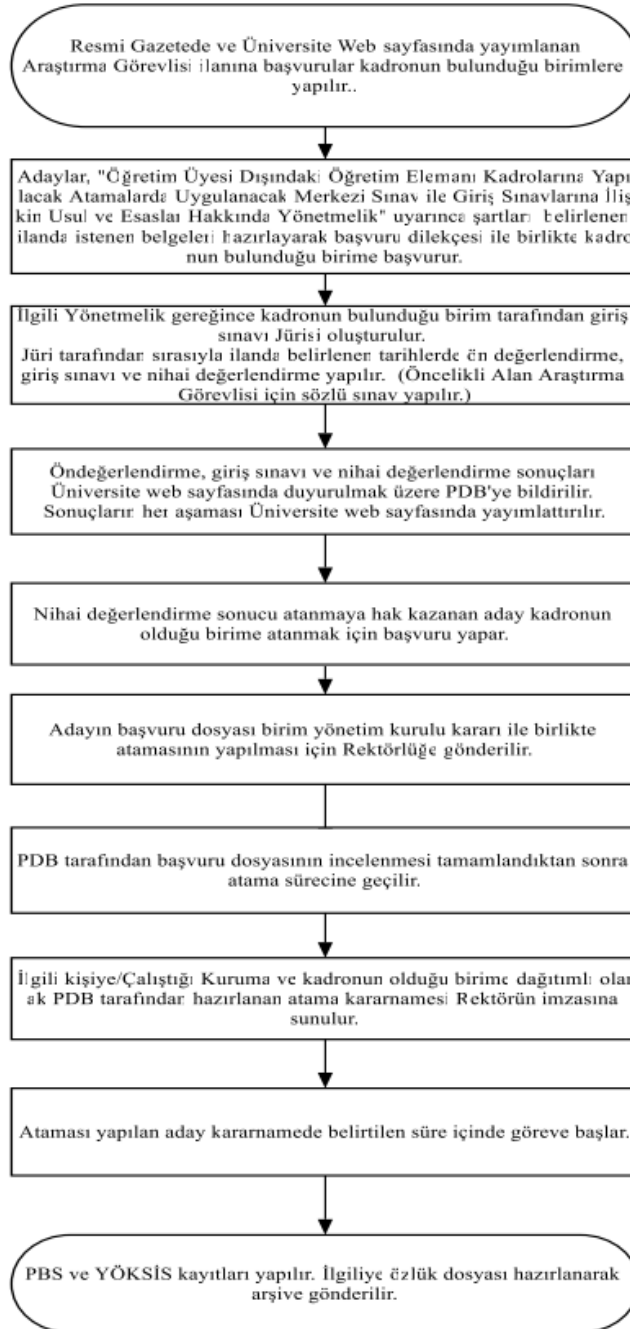 Resmi Gazetede ve Üniversite Web sayfasında yayımlanan
Araştırma Görevlisi ilanına başvurular kadronun bulunduğu birimlere
yapılır..
Adaylar, "Öğretim Üyesi Dışındaki Öğretim Elemanı Kadrolarına Yapı
lacak Atamalarda Uygulanacak Merkezi Sınav ile Giriş Sınavlarına İliş
kin Usul ve Esaslar Hakkında Yönetmelik" uyarınca şartları belirlenen
ilanda istenen belgeleri hazırlayarak başvuru dilekçesi ile birlikte kadro
nun bulunduğu birime başvurur.
İlgili Yönetmelik gereğince kadronun bulunduğu birim tarafından giriş
sınavı Jürisi oluşturulur.
Jüri tarafından sırasıyla ilanda belirlenen tarihlerde ön değerlendirme,
giriş sınavı ve nihai değerlendirme yapılır. (Öncelikli Alan Araştırma
Görevlisi için sözlü sınav yapılır.)
Öndeğerlendirme, giriş sınavı ve nihai değerlendirme sonuçları
Üniversite web sayfasında duyurulmak üzere PDB'ye bildirilir.
Sonuçların her aşaması Üniversite web sayfasında yayımlattırılır.
Nihai değerlendirme sonucu atanmaya hak kazanan aday kadronun
olduğu birime atanmak için başvuru yapar.
Adayın başvuru dosyası birim yönetim kurulu kararı ile birlikte
atamasının yapılması için Rektörlüğe gönderilir.
PDB tarafından başvuru dosyasının incelenmesi tamamlandıktan sonra
atama sürecine geçilir.
İlgili kişiye/Çalıştığı Kuruma ve kadronun olduğu birime dağıtımlı olar
ak PDB tarafından hazırlanan atama kararnamesi Rektörün imzasına
sunulur.
Ataması yapılan aday kararnamede belirtilen süre içinde göreve başlar.
PBS ve YÖKSİS kayıtları yapılır. İlgiliye özlük dosyası hazırlanarak
arşive gönderilir.